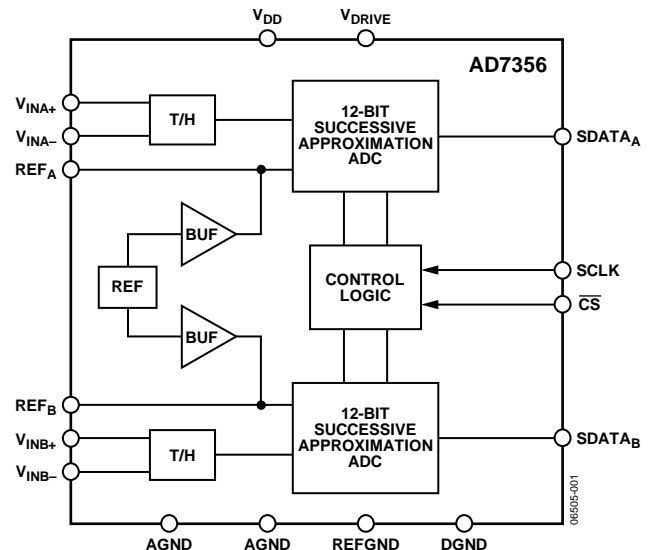 VDD
VDRIVE
AD7356
VINA+
VINA–
REFA
T/H
12-BIT
SUCCESSIVE
APPROXIMATION
ADC
SDATAA
BUF
REF
BUF
CONTROL
LOGIC
SCLK
CS
REFB
VINB+
VINB–
T/H
12-BIT
SUCCESSIVE
APPROXIMATION
ADC
SDATAB
06505-001
AGND
AGND
REFGND
DGND